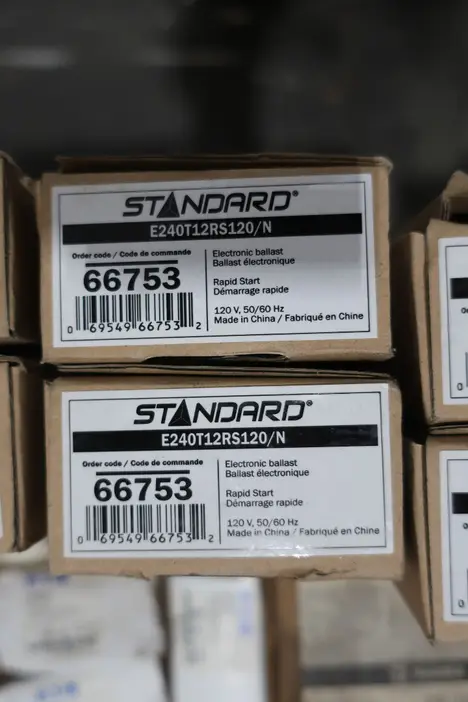 STANDARD®
E240T12RS120/N
Order code / Code de commande
66753
0 69549 66753 2
Electronic ballast
Ballast électronique
Rapid Start
Démarrage rapide
120 V, 50/60 Hz
Made in China / Fabriqué en Chine
STANDARD®
E240T12RS120/N
Order code / Code de commande
66753
0 69549 66753 2
Electronic ballast
Ballast électronique
Rapid Start
Démarrage rapide
120 V, 50/60 Hz
Made in China / Fabriqué en Chine